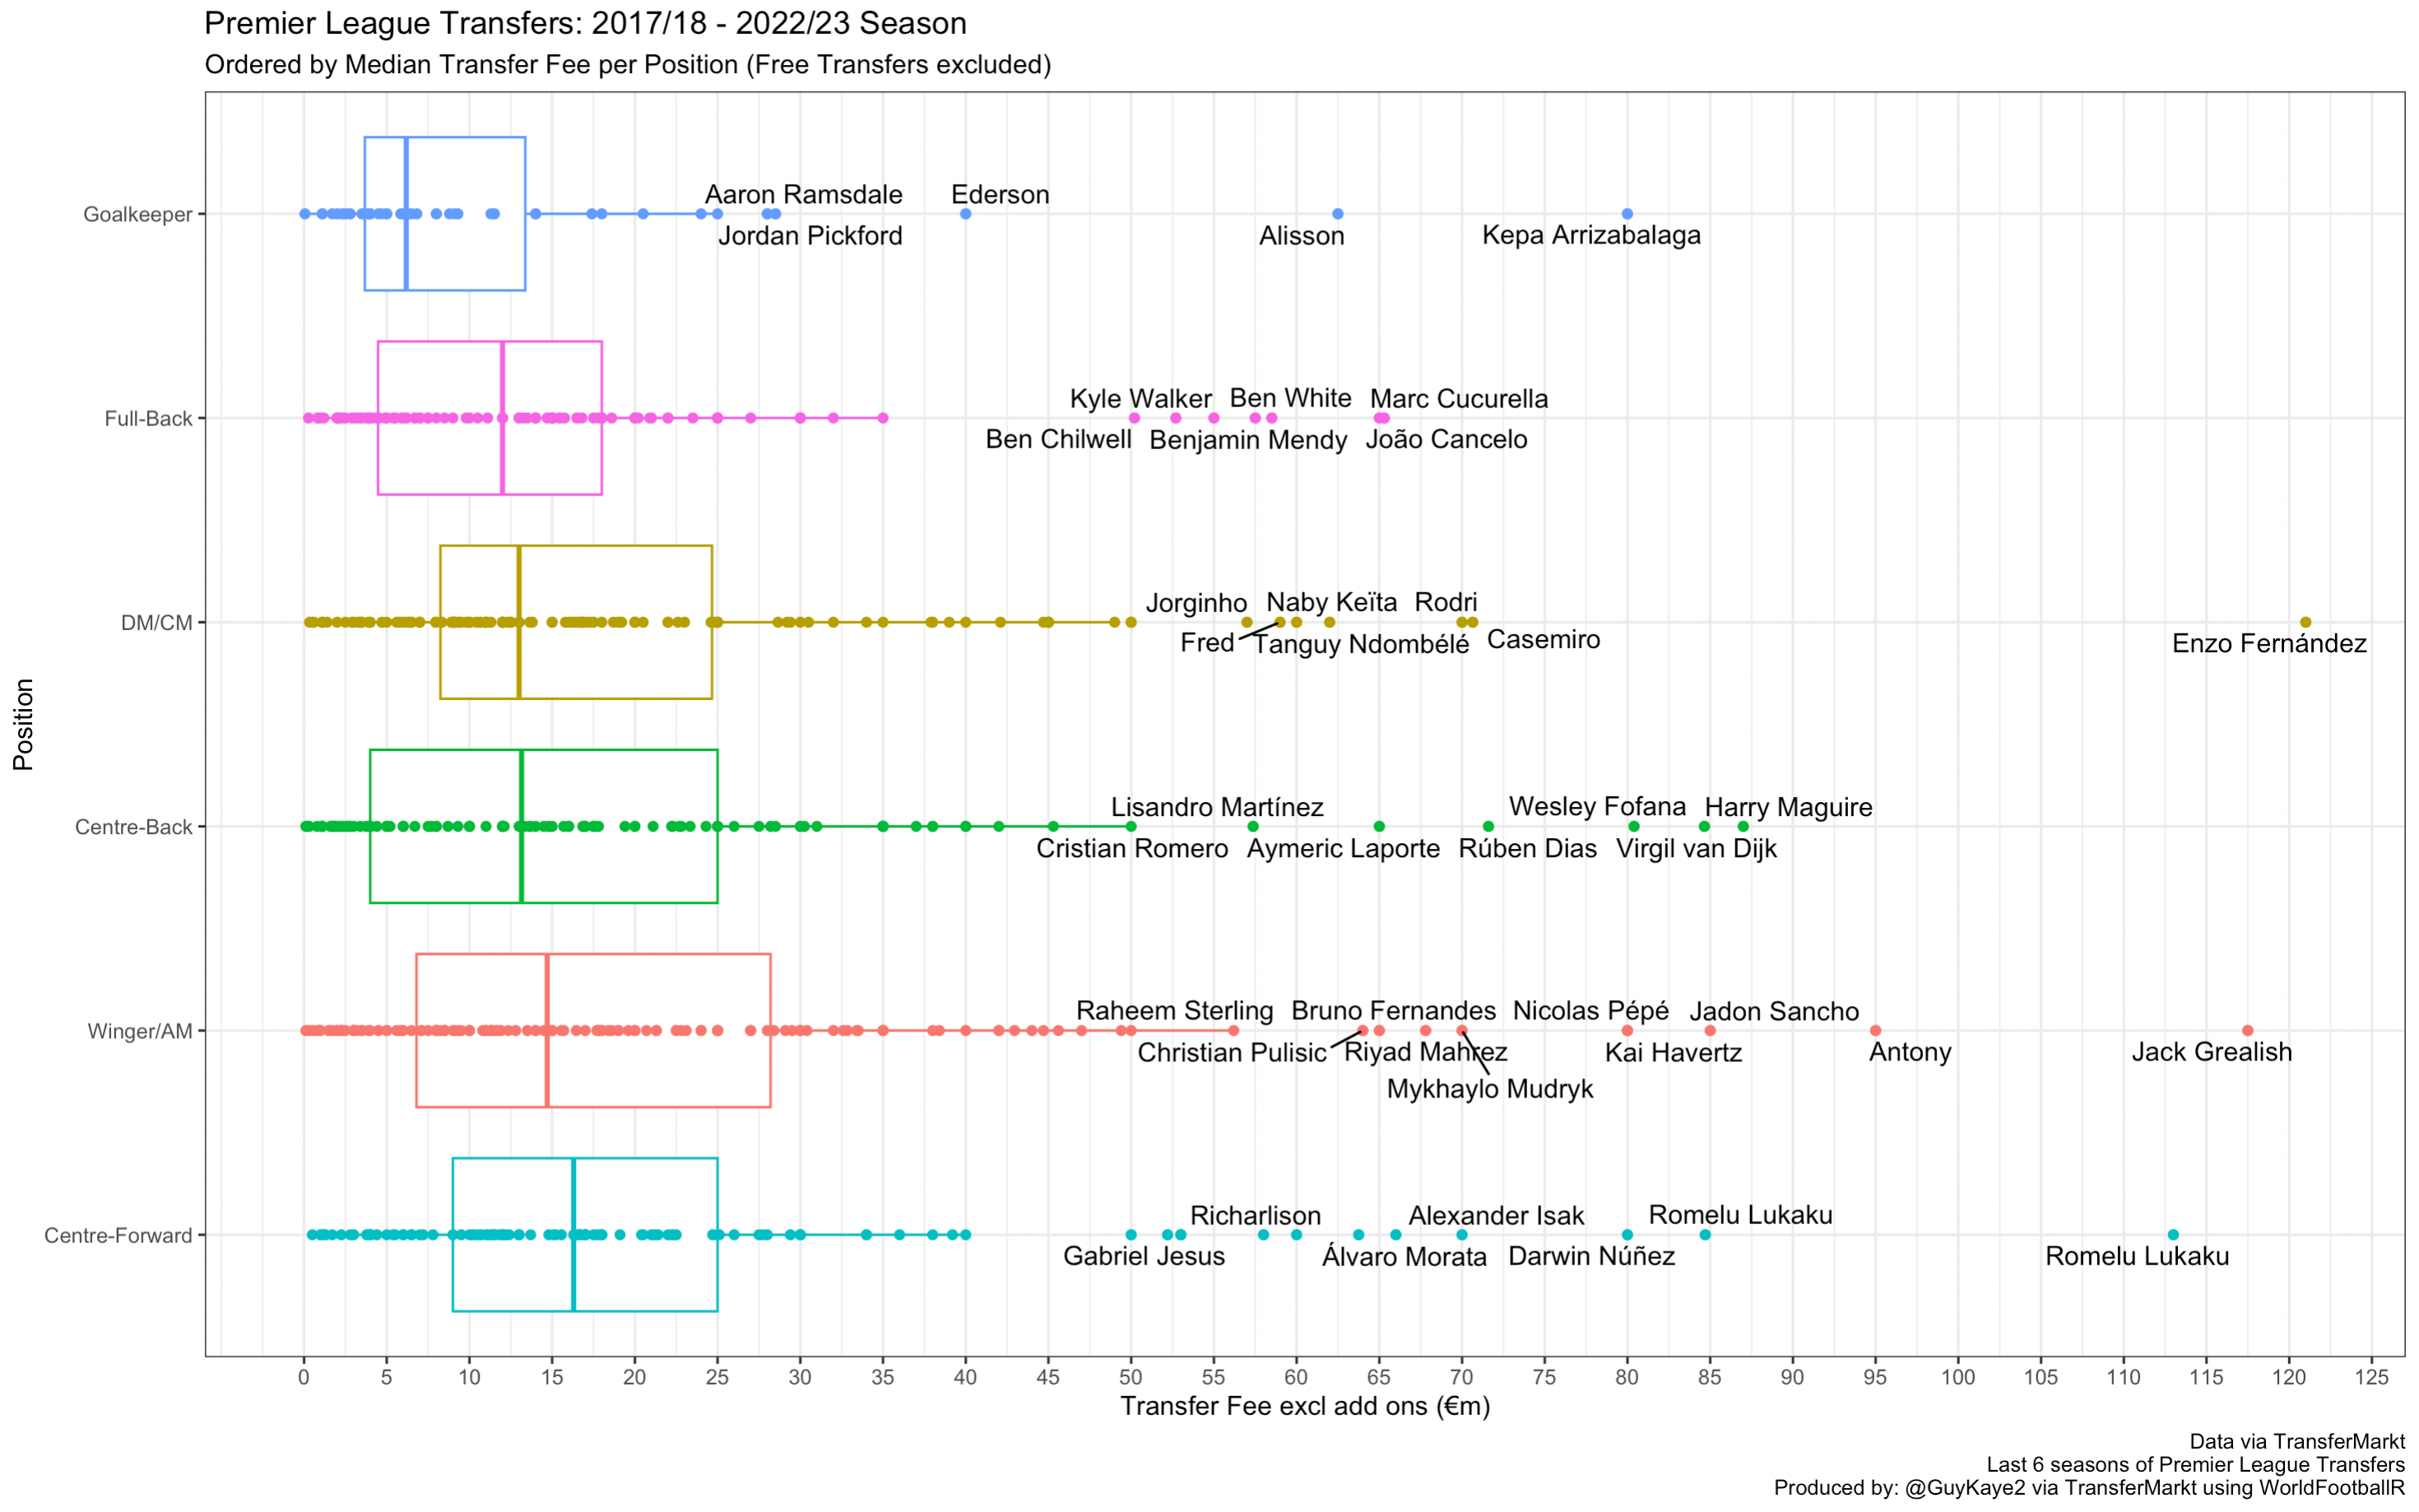 Premier League Transfers: 2017/18 - 2022/23 Season
Ordered by Median Transfer Fee per Position (Free Transfers excluded)
Position
Goalkeeper
Aaron Ramsdale Ederson
Jordan Pickford Alisson Kepa Arrizabalaga
Full-Back
Kyle Walker Ben White Marc Cucurella
Ben Chilwell Benjamin Mendy João Cancelo
DM/CM
Jorginho Naby Keïta Rodri
Fred Tanguy Ndombélé Casemiro Enzo Fernández
Centre-Back
Lisandro Martínez Wesley Fofana Harry Maguire
Cristian Romero Aymeric Laporte Rúben Dias Virgil van Dijk
Winger/AM
Raheem Sterling Bruno Fernandes Nicolas Pépé Jadon Sancho
Christian Pulisic Riyad Mahrez Kai Havertz Antony Jack Grealish
Mykhaylo Mudryk
Centre-Forward
Richarlison Alexander Isak Romelu Lukaku
Gabriel Jesus Álvaro Morata Darwin Núñez Romelu Lukaku
0 5 10 15 20 25 30 35 40 45 50 55 60 65 70 75 80 85 90 95 100 105 110 115 120 125
Transfer Fee excl add ons (€m)
Data via TransferMarkt
Last 6 seasons of Premier League Transfers
Produced by: @GuyKaye2 via TransferMarkt using WorldFootballR